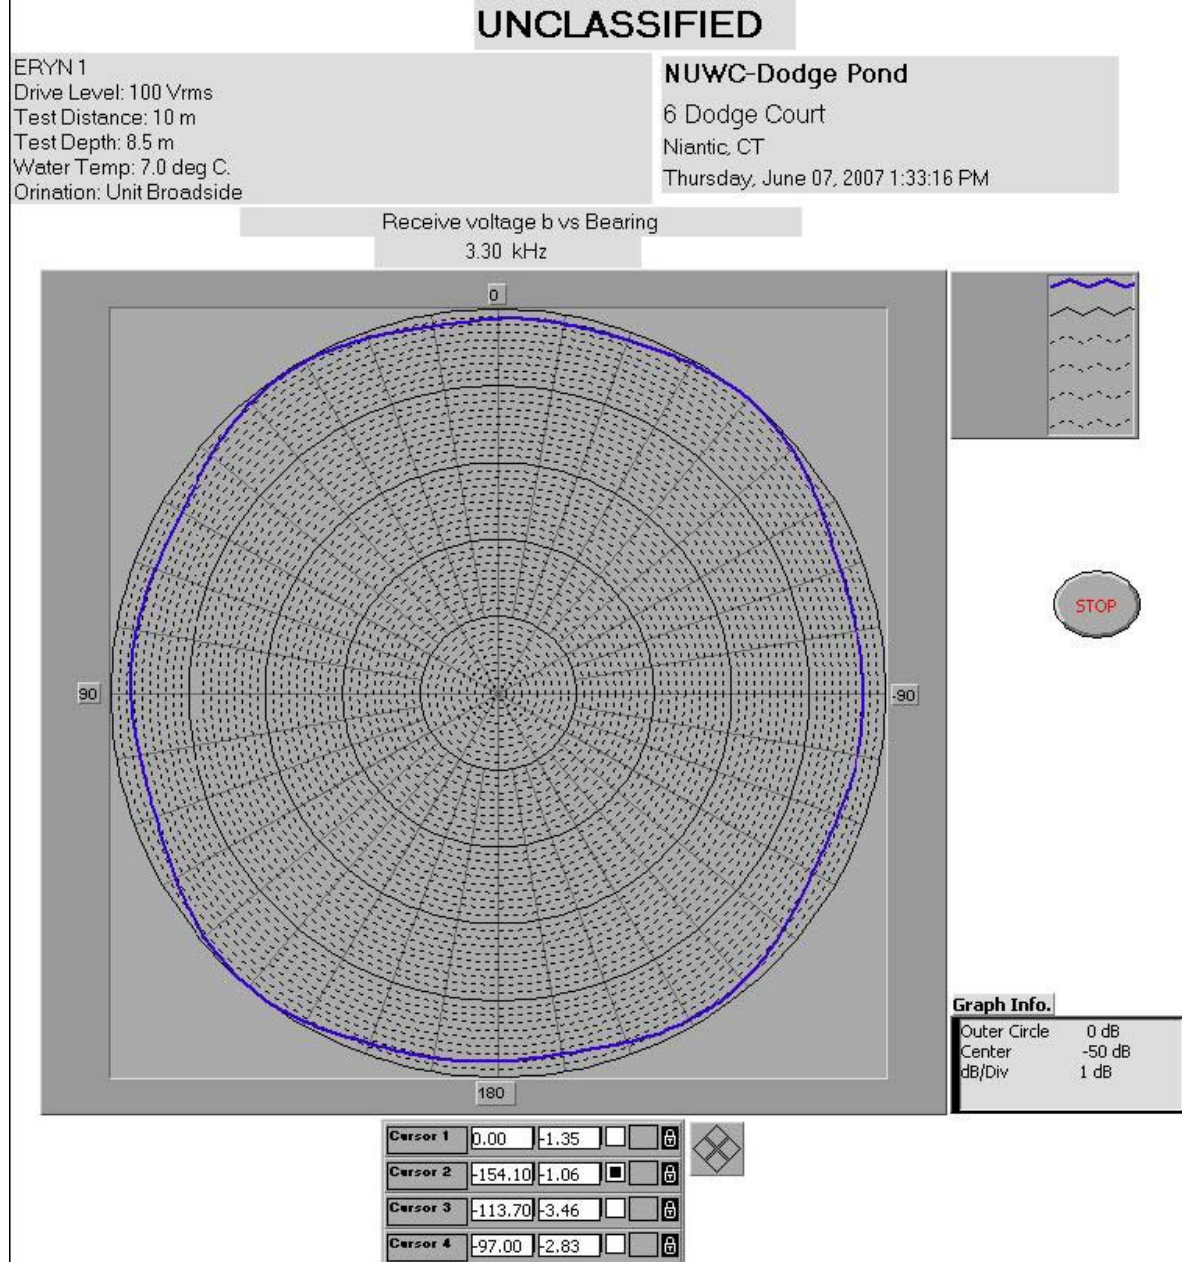 UNCLASSIFIED
ERYN 1
Drive Level: 100 Vrms
Test Distance: 10 m
Test Depth: 8.5 m
Water Temp: 7.0 deg C.
Orination: Unit Broadside
NUWC-Dodge Pond
6 Dodge Court
Niantic, CT
Thursday, June 07, 2007 1:33:16 PM
Receive voltage b vs Bearing
3.30 kHz
0
90
-90
180
STOP
Graph Info.
Outer Circle 0 dB
Center -50 dB
dB/Div 1 dB
Cursor 1 0.00 -1.35
Cursor 2 -154.10 -1.06
Cursor 3 -113.70 -3.46
Cursor 4 -97.00 -2.83